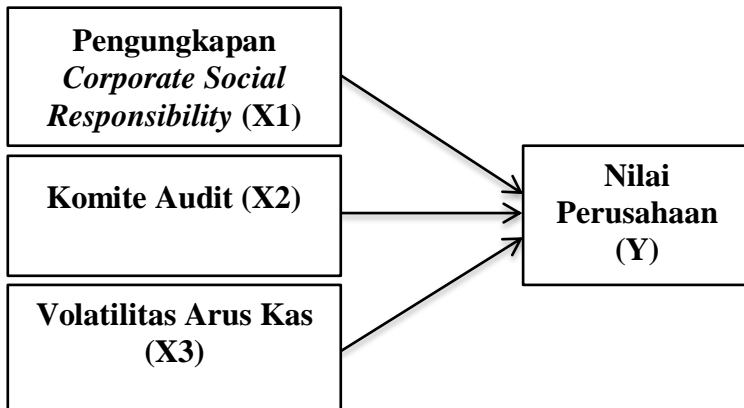 Pengungkapan
Corporate Social
Responsibility (X1)
Komite Audit (X2)
Nilai
Perusahaan
(Y)
Volatilitas Arus Kas
(X3)